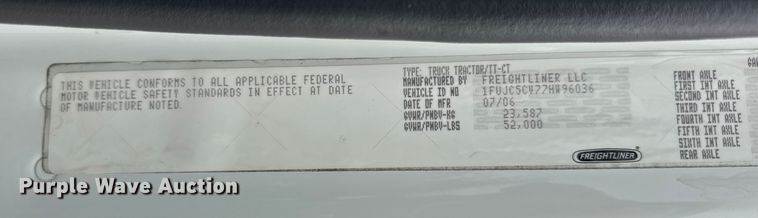 THIS VEHICLE CONFORMS TO ALL APPLICABLE FEDERAL
MOTOR VEHICLE SAFETY STANDARDS IN EFFECT AT DATE
OF MANUFACTURE NOTED.
TYPE: TRUCK TRACTOR/TT-CT
MANUFACTURED BY FREIGHTLINER LLC
VEHICLE ID NO 1FUJC5CV77HW96036
DATE OF MFR 07/06
GVWR/PNBV-KG 23,587
GVWR/PNBV-LBS 52,000
FREIGHTLINER
GAW
FRONT AXLE
FIRST INT AXLE
SECOND INT AXLE
THIRD INT AXLE
FOURTH INT AXLE
FIFTH INT AXLE
SIXTH INT AXLE
REAR AXLE
Purple Wave Auction